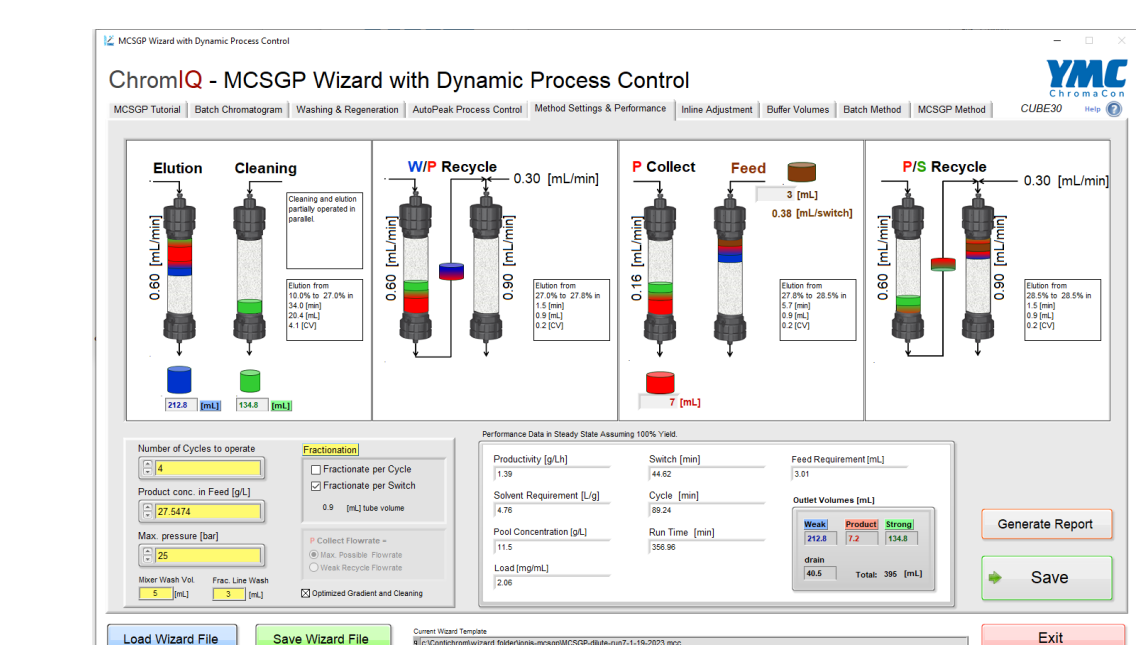 MCSGP Wizard with Dynamic Process Control
ChromIQ - MCSGP Wizard with Dynamic Process Control
YMC
ChromaCon
MCSGP Tutorial Batch Chromatogram Washing & Regeneration AutoPeak Process Control Method Settings & Performance Inline Adjustment Buffer Volumes Batch Method MCSGP Method CUBE30 Help ?
Elution Cleaning
Cleaning and elution
partially operated in
parallel.
0.60 [mL/min]
Elution from
10.0% to 27.0% in
34.0 [min]
20.4 [mL]
4.1 [CV]
212.8 [mL] 134.8 [mL]
W/P Recycle
0.30 [mL/min]
0.60 [mL/min]
0.90 [mL/min]
Elution from
27.0% to 27.8% in
1.5 [min]
0.9 [mL]
0.2 [CV]
P Collect Feed
3 [mL]
0.38 [mL/switch]
0.16 [mL/min]
Elution from
27.8% to 28.5% in
5.7 [min]
0.9 [mL]
0.2 [CV]
7 [mL]
P/S Recycle
0.30 [mL/min]
0.60 [mL/min]
0.90 [mL/min]
Elution from
28.5% to 28.5% in
1.5 [min]
0.9 [mL]
0.2 [CV]
Number of Cycles to operate
4
Product conc. in Feed [g/L]
27.5474
Max. pressure [bar]
25
Mixer Wash Vol. Frac. Line Wash
5 [mL] 3 [mL]
Fractionation
Fractionate per Cycle
Fractionate per Switch
0.9 [mL] tube volume
P Collect Flowrate =
Max. Possible Flowrate
Weak Recycle Flowrate
Optimized Gradient and Cleaning
Performance Data in Steady State Assuming 100% Yield.
Productivity [g/Lh] Switch [min] Feed Requirement [mL]
1.39 44.62 3.01
Solvent Requirement [L/g] Cycle [min]
4.76 89.24
Pool Concentration [g/L] Run Time [min]
11.5 356.96
Load [mg/mL]
2.06
Outlet Volumes [mL]
Weak Product Strong
212.8 7.2 134.8
drain
40.5 Total: 395 [mL]
Generate Report
Save
Load Wizard File Save Wizard File
Current Wizard Template
Exit